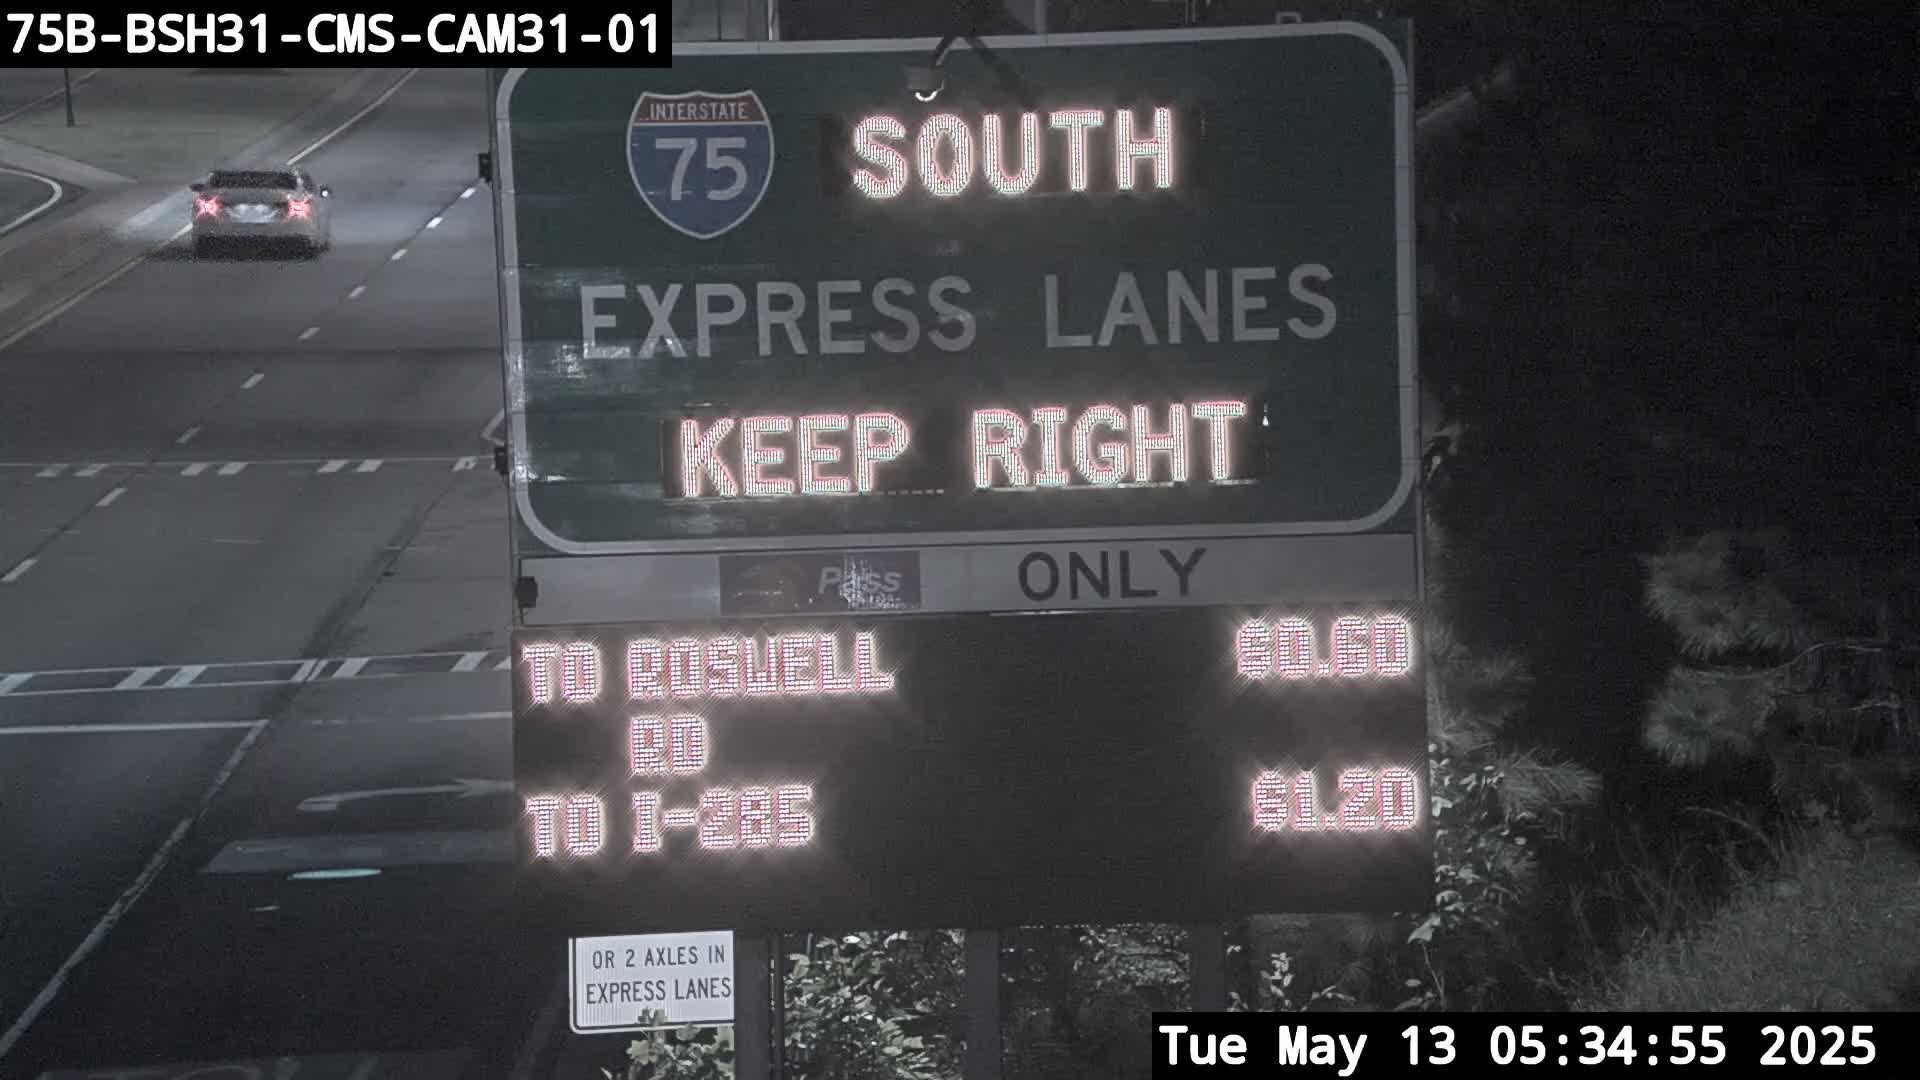 75B-BSH31-CMS-CAM31-01
INTERSTATE
75
SOUTH
EXPRESS LANES
KEEP RIGHT
Pass ONLY
TO ROSWELL $0.60
RD
TO I-285 $1.20
OR 2 AXLES IN
EXPRESS LANES
Tue May 13 05:34:55 2025